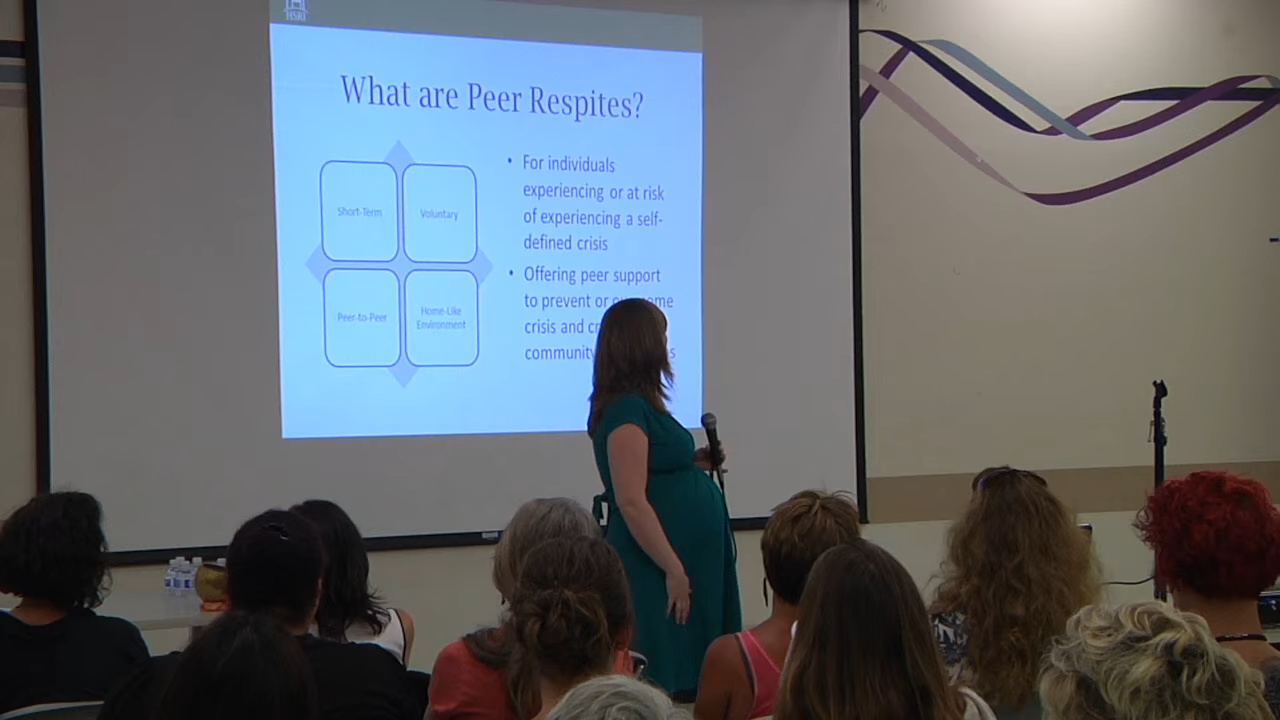 HSRI
What are Peer Respites?
Short-Term
Voluntary
Peer-to-Peer
Home-Like
Environment
• For individuals
experiencing or at risk
of experiencing a self-
defined crisis
• Offering peer support
to prevent or
crisis and
community